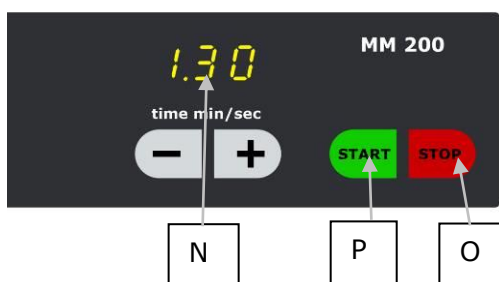 1.30 MM 200
time min/sec
− +
START STOP
N P O